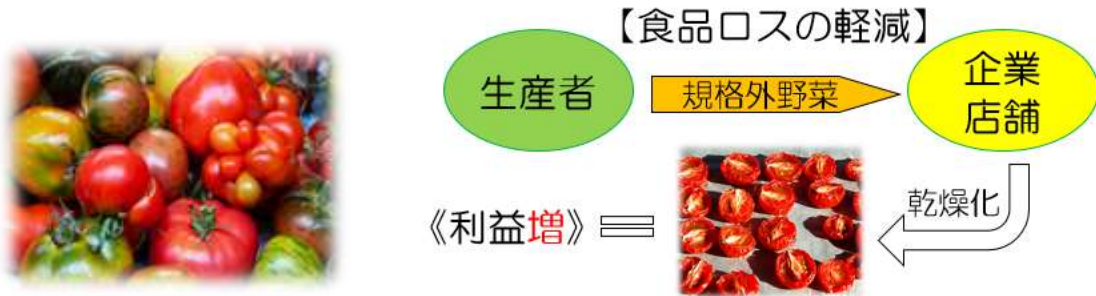 【食品ロスの軽減】
生産者
規格外野菜
企業
店舗
乾燥化
《利益増》